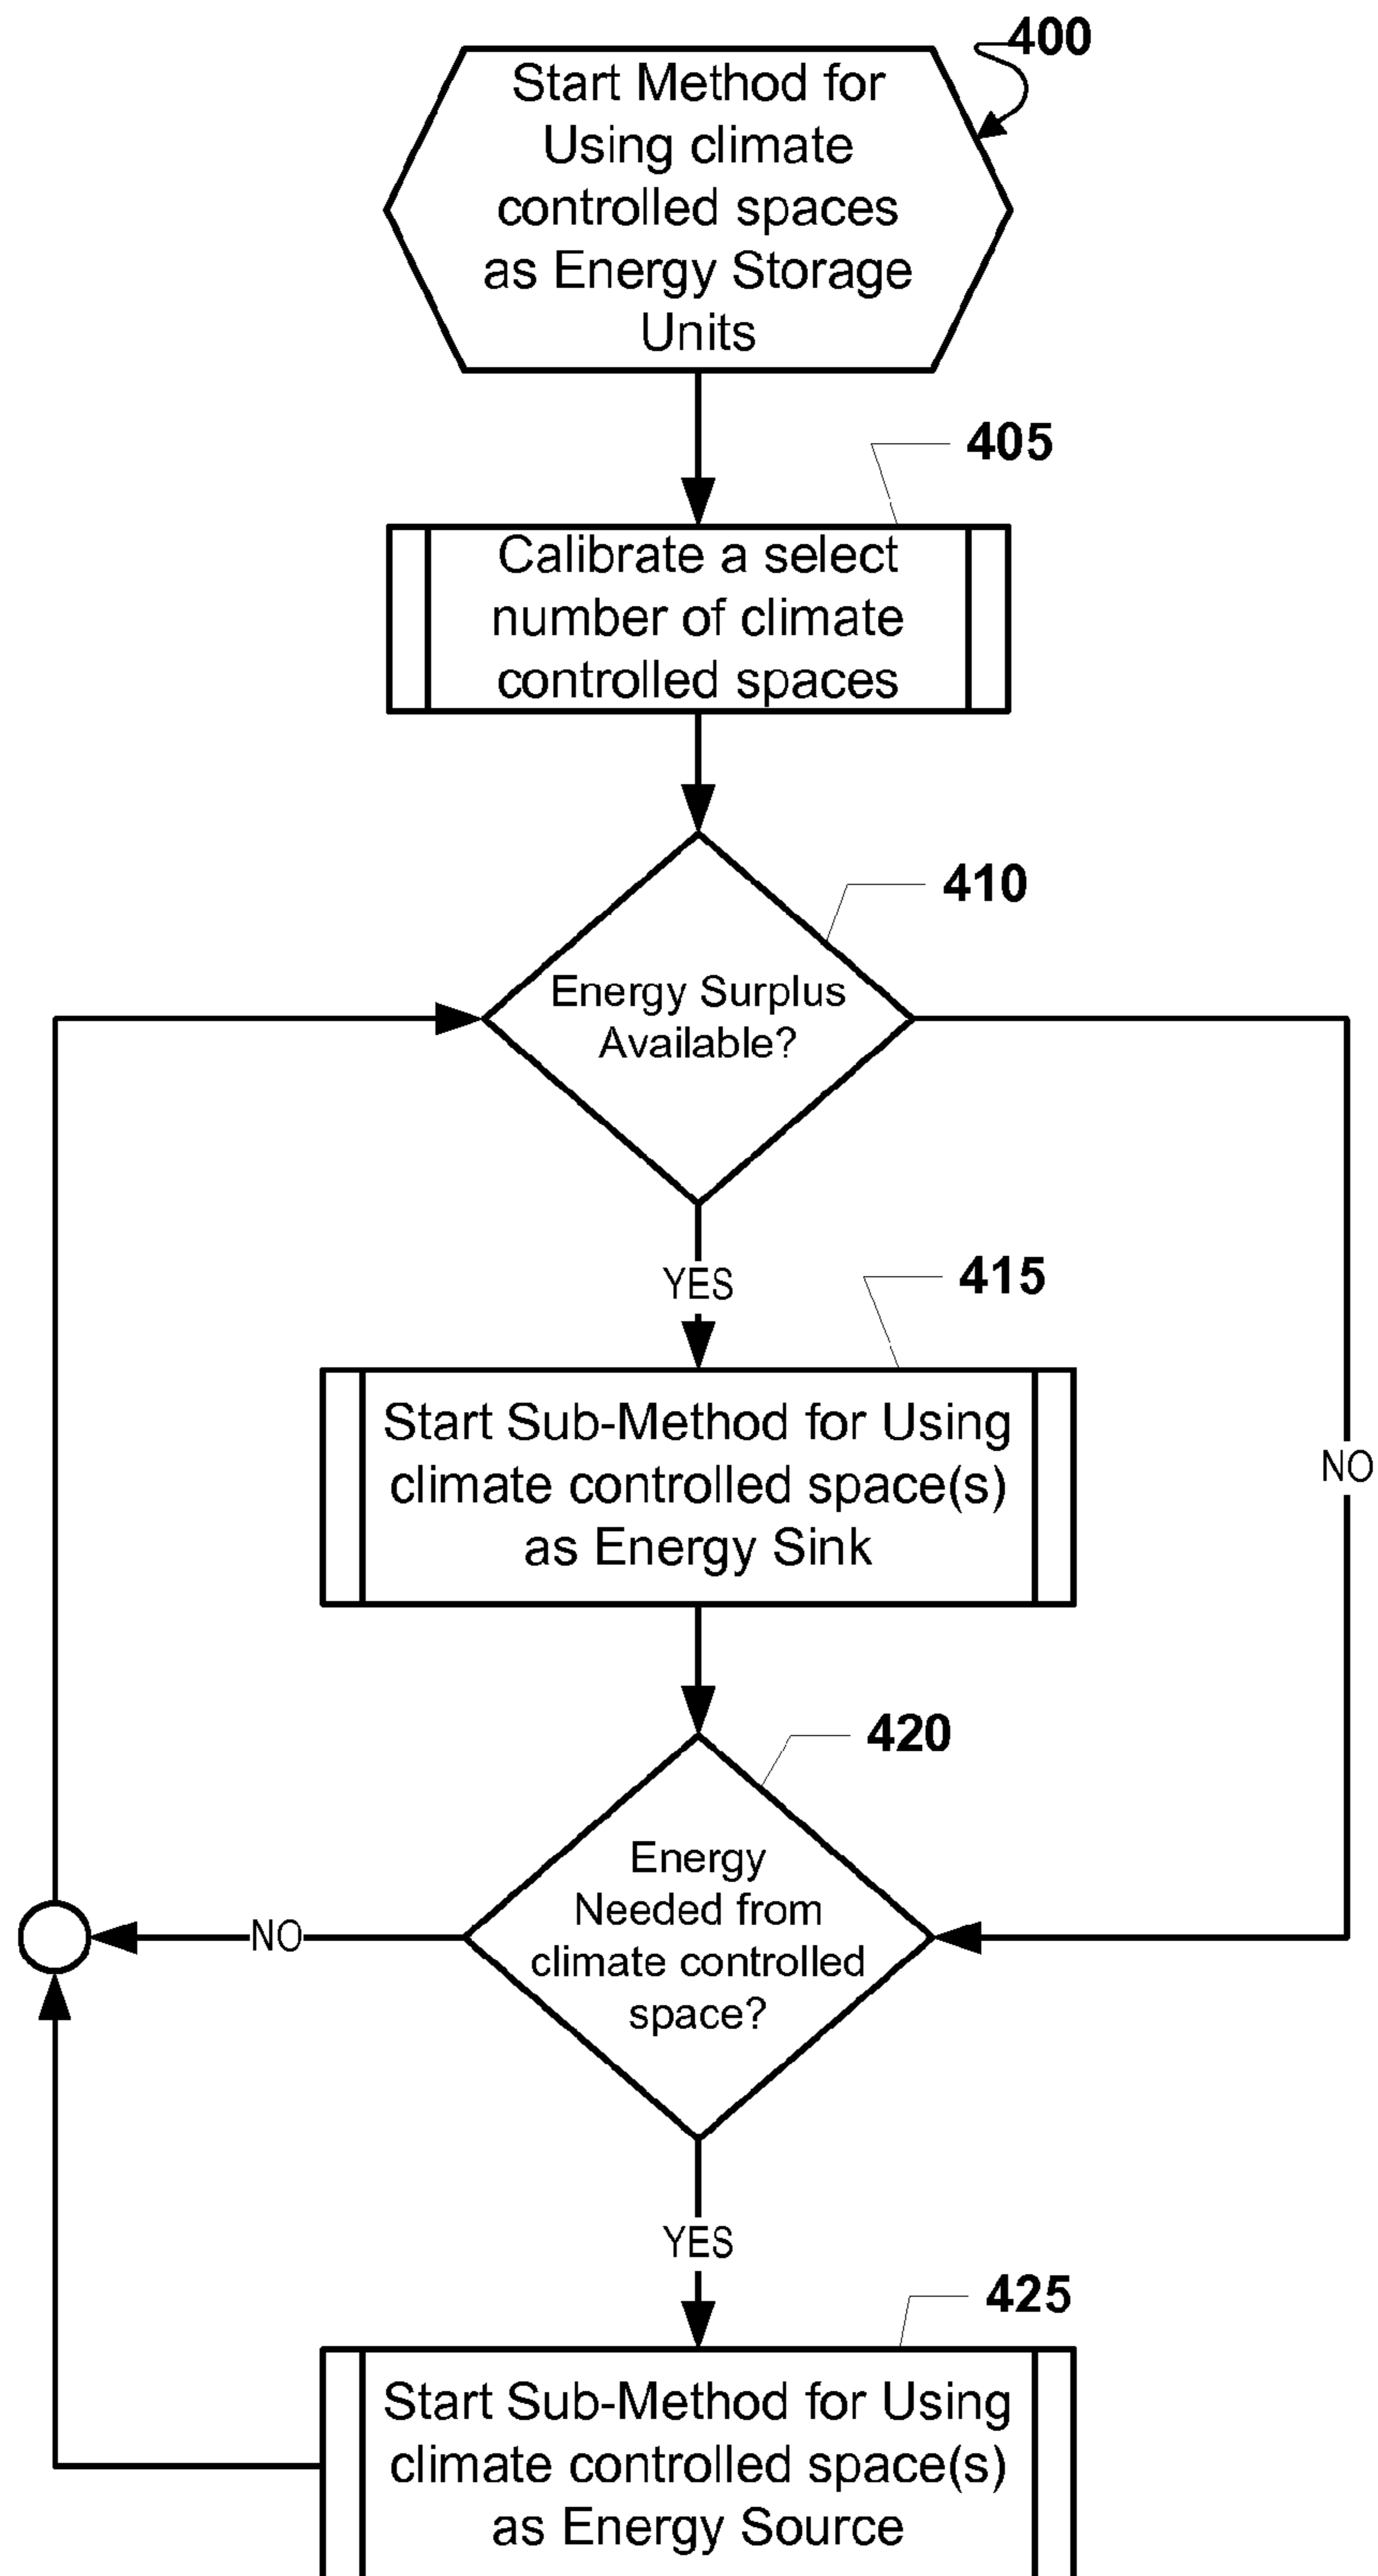 400
Start Method for
Using climate
controlled spaces
as Energy Storage
Units
405
Calibrate a select
number of climate
controlled spaces
410
Energy Surplus
Available?
YES
415
Start Sub-Method for Using
climate controlled space(s)
as Energy Sink
NO
420
Energy
Needed from
climate controlled
space?
NO
YES
425
Start Sub-Method for Using
climate controlled space(s)
as Energy Source